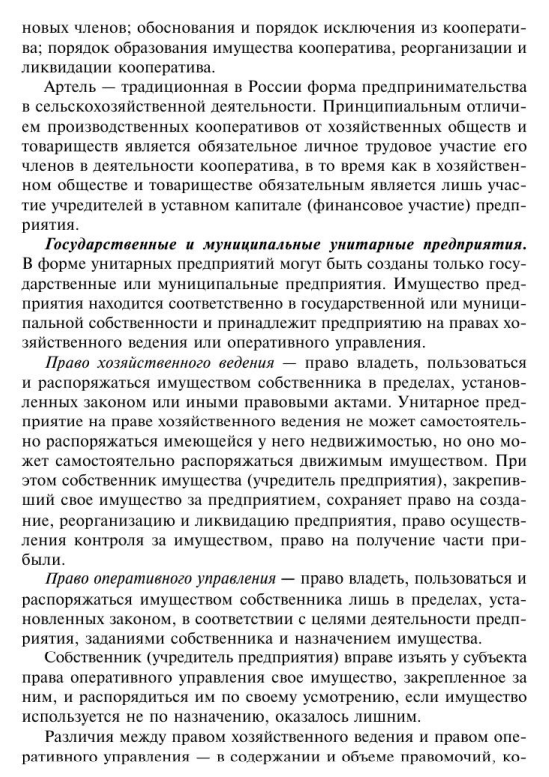 новых членов; обоснования и порядок исключения из кооперати-
ва; порядок образования имущества кооператива, реорганизации и
ликвидации кооператива.
Артель — традиционная в России форма предпринимательства
в сельскохозяйственной деятельности. Принципиальным отличи-
ем производственных кооперативов от хозяйственных обществ и
товариществ является обязательное личное трудовое участие его
членов в деятельности кооператива, в то время как в хозяйствен-
ном обществе и товариществе обязательным является лишь учас-
тие учредителей в уставном капитале (финансовое участие) предп-
риятия.
Государственные и муниципальные унитарные предприятия.
В форме унитарных предприятий могут быть созданы только госу-
дарственные или муниципальные предприятия. Имущество пред-
приятия находится соответственно в государственной или муници-
пальной собственности и принадлежит предприятию на правах хо-
зяйственного ведения или оперативного управления.
Право хозяйственного ведения — право владеть, пользоваться
и распоряжаться имуществом собственника в пределах, установ-
ленных законом или иными правовыми актами. Унитарное пред-
приятие на праве хозяйственного ведения не может самостоятель-
но распоряжаться имеющейся у него недвижимостью, но оно мо-
жет самостоятельно распоряжаться движимым имуществом. При
этом собственник имущества (учредитель предприятия), закрепив-
ший свое имущество за предприятием, сохраняет право на созда-
ние, реорганизацию и ликвидацию предприятия, право осуществ-
ления контроля за имуществом, право на получение части при-
были.
Право оперативного управления — право владеть, пользоваться и
распоряжаться имуществом собственника лишь в пределах, уста-
новленных законом, в соответствии с целями деятельности предп-
риятия, заданиями собственника и назначением имущества.
Собственник (учредитель предприятия) вправе изъять у субъекта
права оперативного управления свое имущество, закрепленное за
ним, и распорядиться им по своему усмотрению, если имущество
используется не по назначению, оказалось лишним.
Различия между правом хозяйственного ведения и правом опе-
ративного управления — в содержании и объеме правомочий, ко-